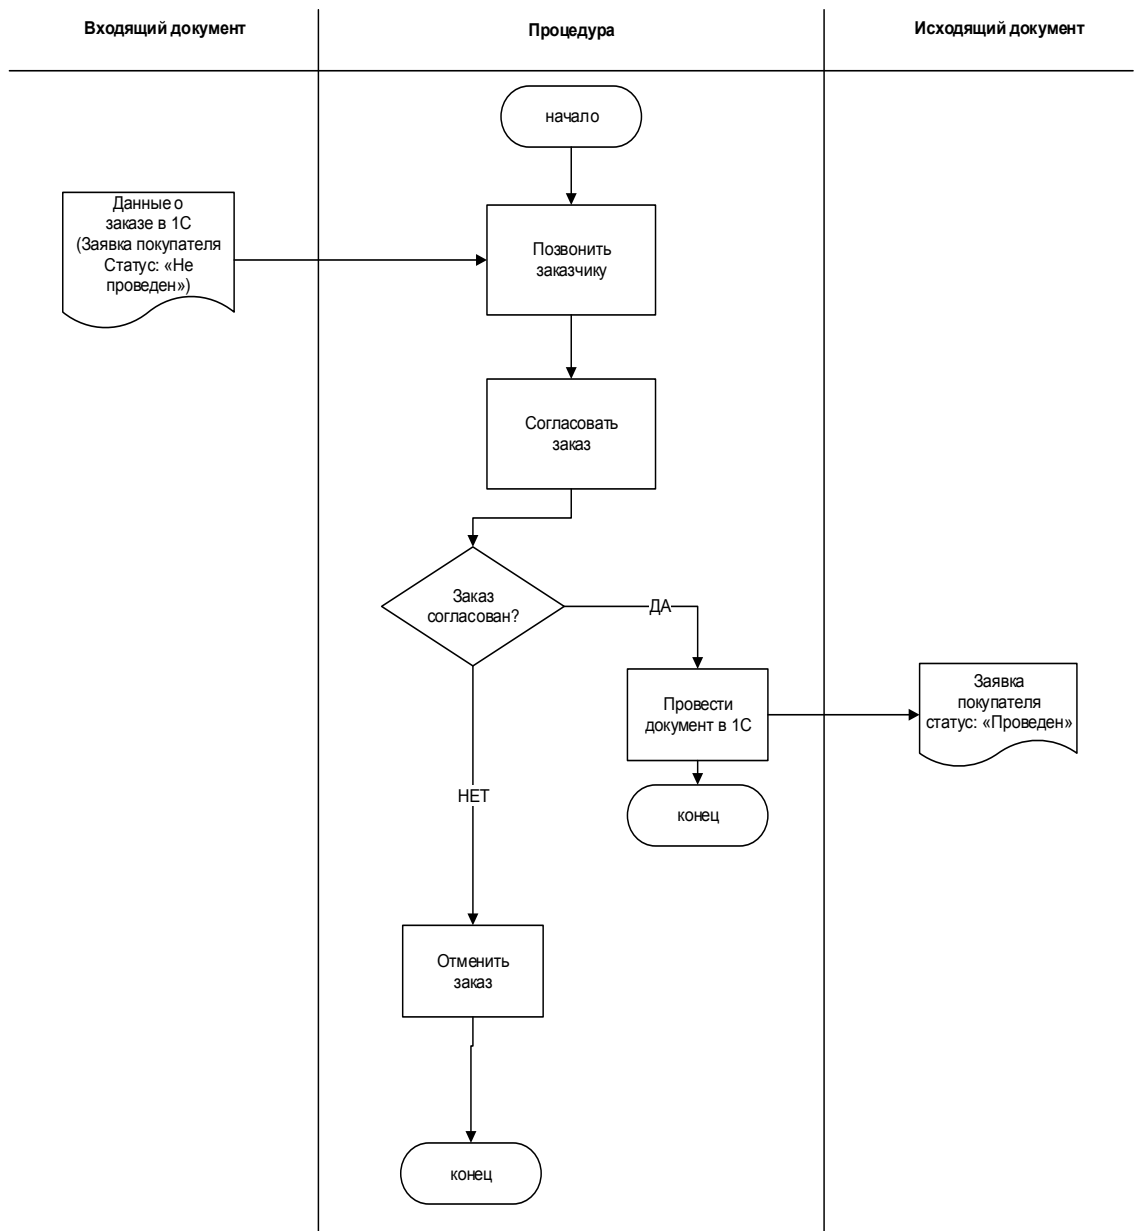 Входящий документ
Процедура
Исходящий документ
начало
Данные о
заказе в 1С
(Заявка покупателя
Статус: «Не
проведен»)
Позвонить
заказчику
Согласовать
заказ
Заказ
согласован?
ДА
Провести
документ в 1С
Заявка
покупателя
статус: «Проведен»
НЕТ
конец
Отменить
заказ
конец